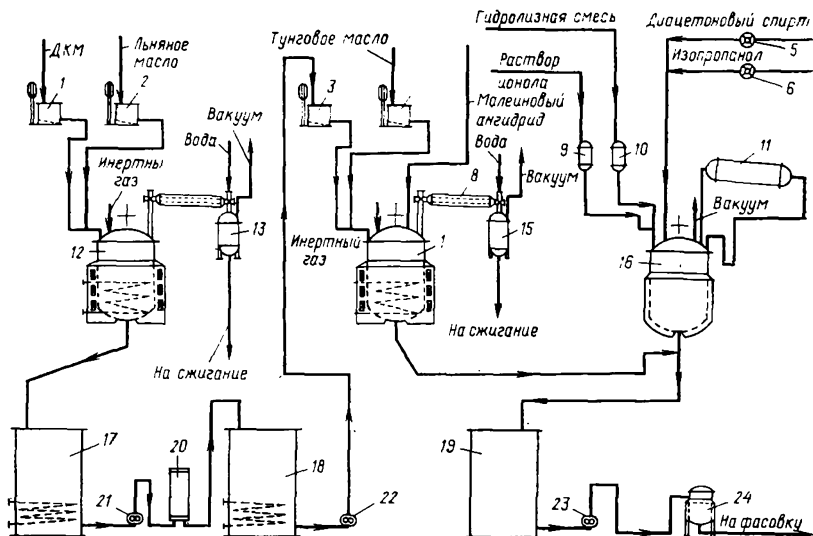 ДКМ
1
Льняное
масло
2
Инертный
газ
Вода
Вакуум
12
13
На сжигание
Тунговое масло
3
Гидролизная смесь
Раствор
ионола
Малеиновый
ангидрид
Вода
8
Вакуум
Инертный
газ
1
15
На сжигание
Диацетоновый спирт
5
Изопропанол
6
9
10
11
Вакуум
16
17
21
20
18
22
19
23
24
На фасовку